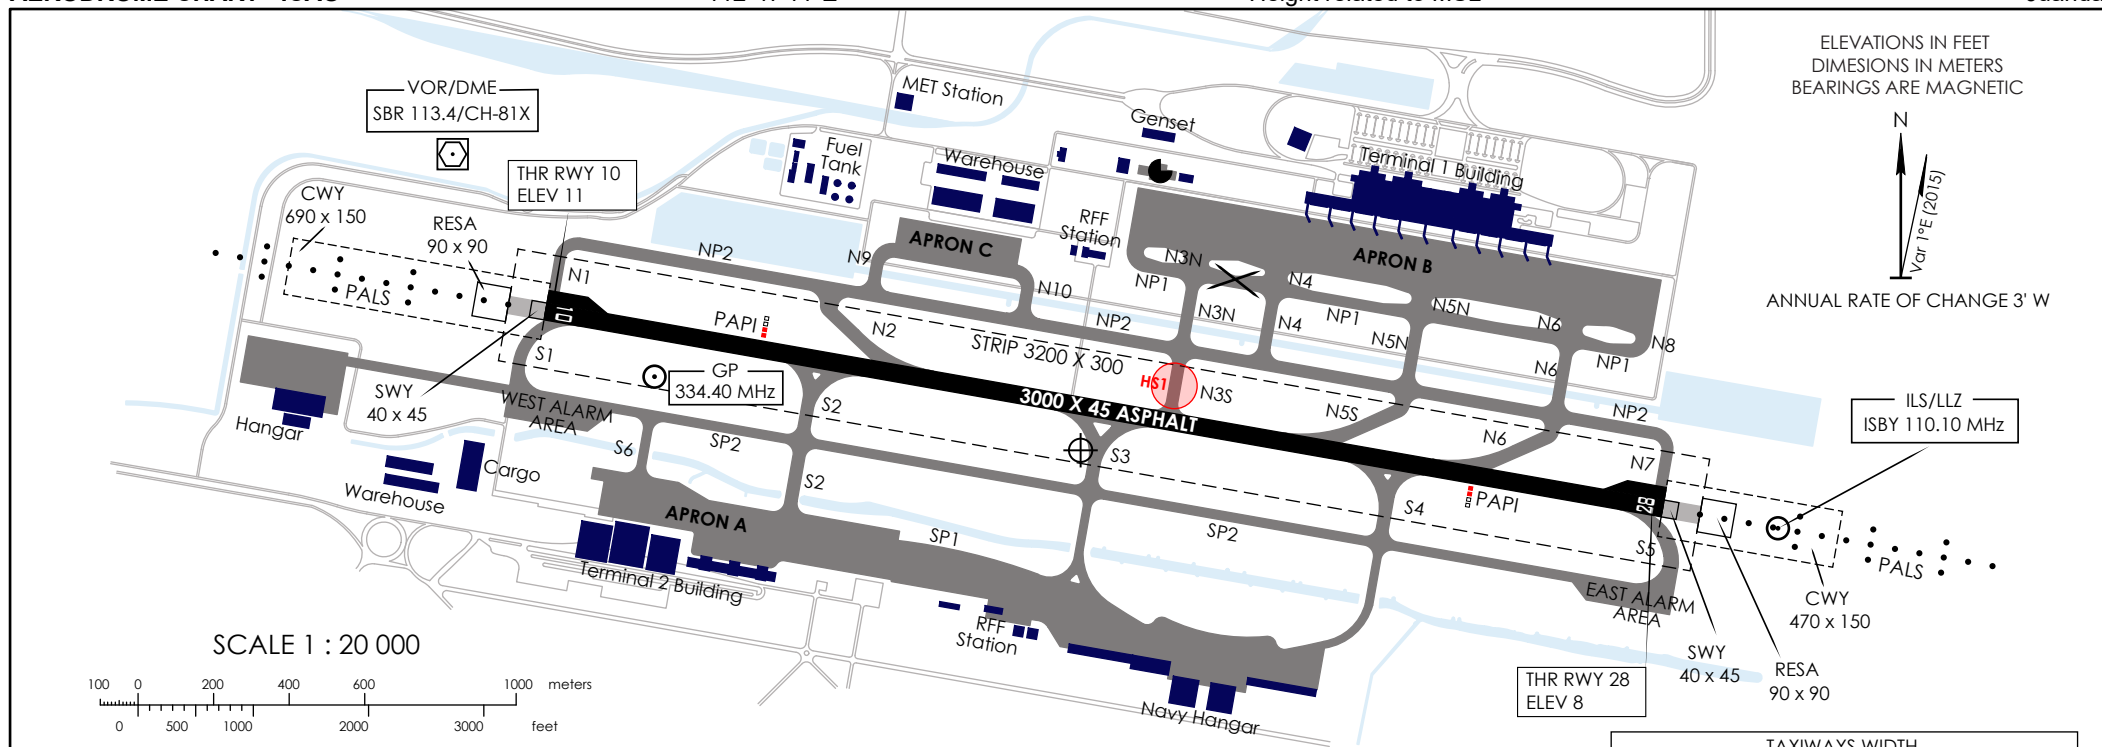 ELEVATIONS IN FEET
DIMESIONS IN METERS
BEARINGS ARE MAGNETIC
N
Var 1°E (2015)
ANNUAL RATE OF CHANGE 3' W
VOR/DME
SBR 113.4/CH-81X
MET Station
Genset
Fuel
Tank
Warehouse
Terminal 1 Building
THR RWY 10
ELEV 11
CWY
690 x 150
RESA
90 x 90
RFF
Station
APRON C
APRON B
NP2
N9
N10
N1
PALS
10
PAPI
N2
NP2
NP1
N3N
N3N
N4
N4
NP1
N5N
N5N
N6
N6
NP1
N8
STRIP 3200 X 300
HS1
N3S
3000 X 45 ASPHALT
N5S
N6
NP2
N7
ILS/LLZ
ISBY 110.10 MHz
S1
GP
334.40 MHz
SWY
40 x 45
WEST ALARM
AREA
S2
S6
SP2
S2
S3
S4
PAPI
28
S5
Hangar
Warehouse
Cargo
APRON A
SP1
SP2
Terminal 2 Building
EAST ALARM
AREA
PALS
CWY
470 x 150
SWY
40 x 45
RESA
90 x 90
THR RWY 28
ELEV 8
RFF
Station
Navy Hangar
SCALE 1 : 20 000
100 0 200 400 600 1000 meters
0 500 1000 2000 3000 feet